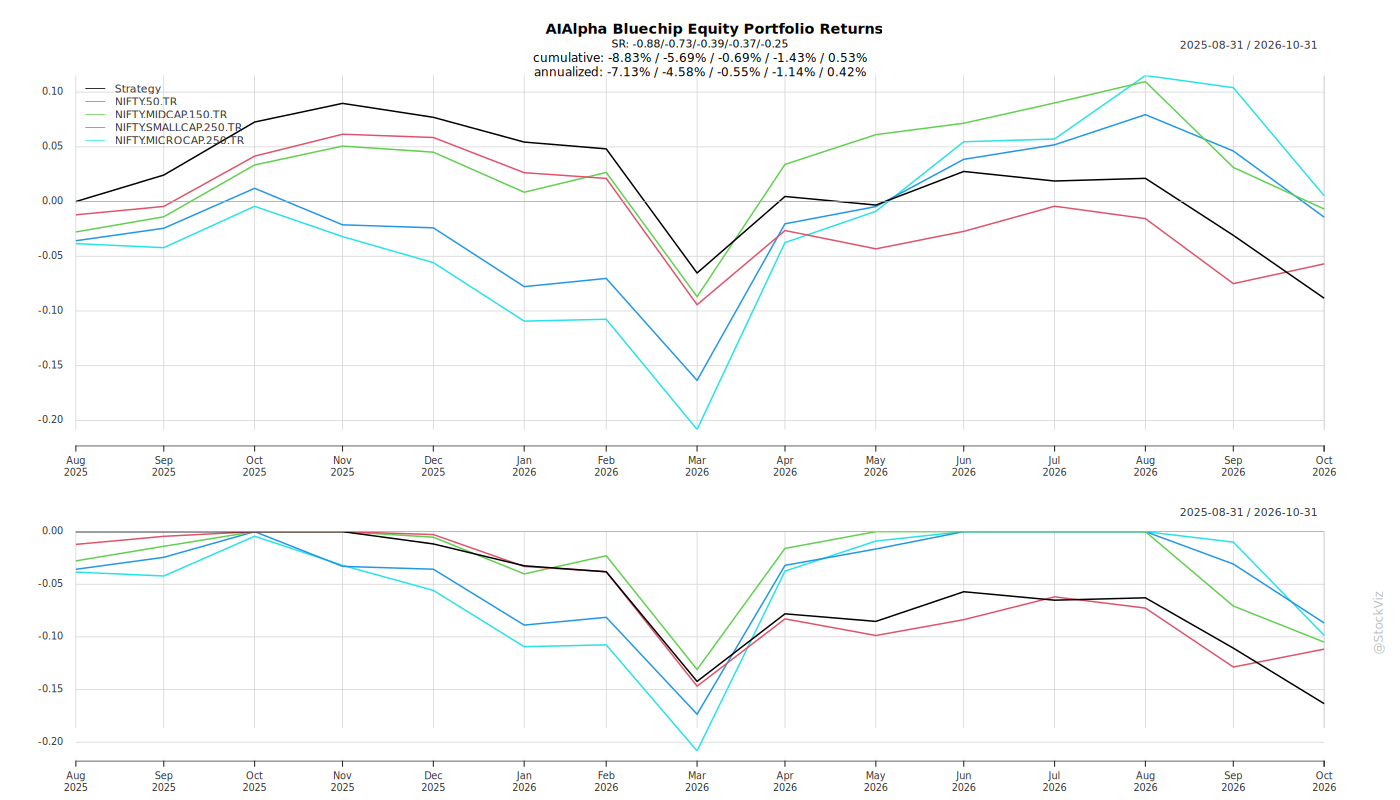 AIAlpha Bluechip Equity Portfolio Returns
SR: -0.88/-0.73/-0.39/-0.37/-0.25
cumulative: -8.83% / -5.69% / -0.69% / -1.43% / 0.53%
annualized: -7.13% / -4.58% / -0.55% / -1.14% / 0.42%
2025-08-31 / 2026-10-31
Strategy
NIFTY.50.TR
NIFTY.MIDCAP.150.TR
NIFTY.SMALLCAP.250.TR
NIFTY.MICROCAP.250.TR
0.10
0.05
0.00
-0.05
-0.10
-0.15
-0.20
Aug Sep Oct Nov Dec Jan Feb Mar Apr May Jun Jul Aug Sep Oct
2025 2025 2025 2025 2025 2026 2026 2026 2026 2026 2026 2026 2026 2026 2026
2025-08-31 / 2026-10-31
0.00
-0.05
-0.10
-0.15
-0.20
Aug Sep Oct Nov Dec Jan Feb Mar Apr May Jun Jul Aug Sep Oct
2025 2025 2025 2025 2025 2026 2026 2026 2026 2026 2026 2026 2026 2026 2026
@StockViz